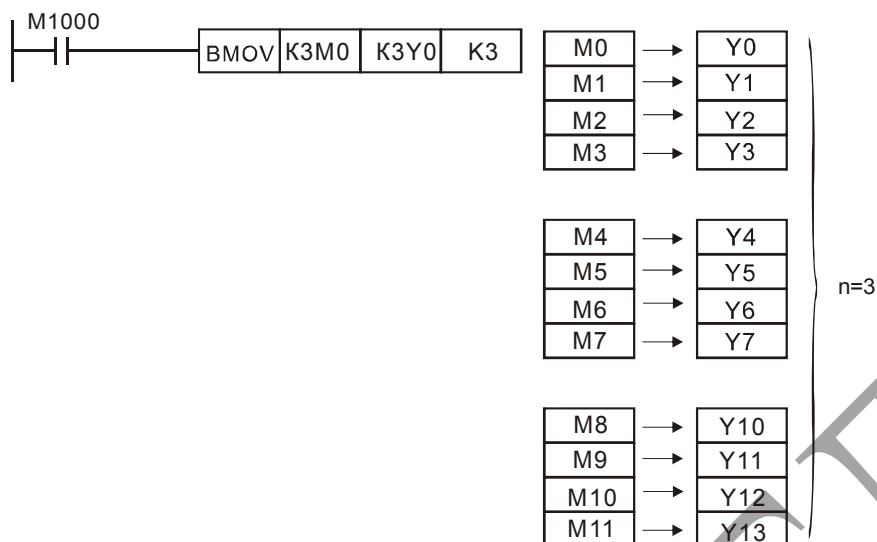 M1000
BMOV K3M0 K3Y0 K3
M0 Y0
M1 Y1
M2 Y2
M3 Y3
M4 Y4
M5 Y5
M6 Y6
M7 Y7
n=3
M8 Y10
M9 Y11
M10 Y12
M11 Y13